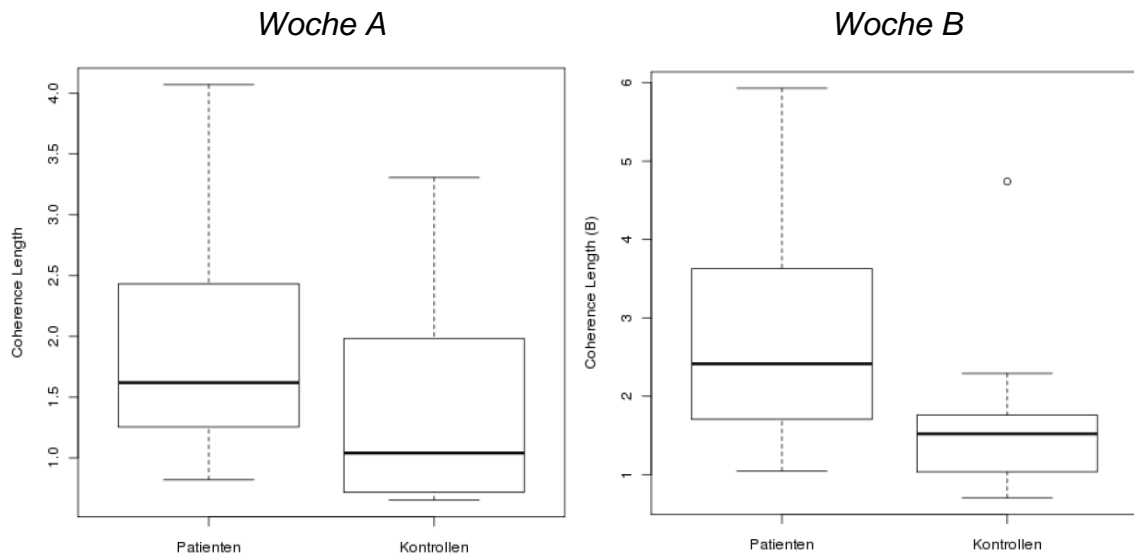 Woche A
Woche B
Coherence Length
4.0
3.5
3.0
2.5
2.0
1.5
1.0
Patienten
Kontrollen
Coherence Length (B)
6
5
4
3
2
1
Patienten
Kontrollen